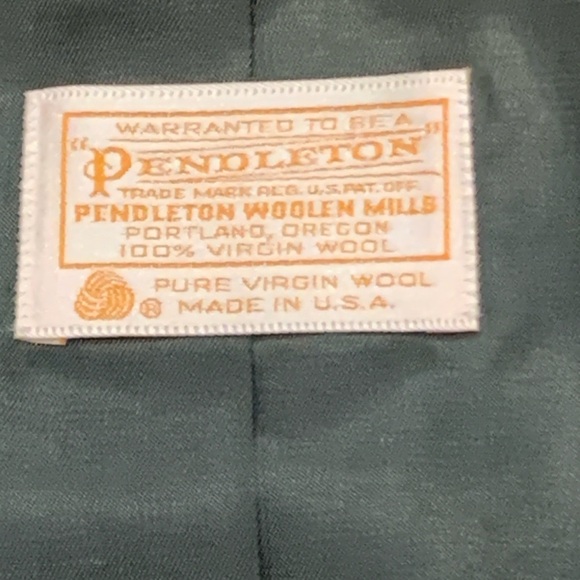 WARRANTED TO BE A
"PENDLETON"
TRADE MARK REG. U.S. PAT. OFF.
PENDLETON WOOLEN MILLS
PORTLAND, OREGON
100% VIRGIN WOOL
PURE VIRGIN WOOL
® MADE IN U.S.A.